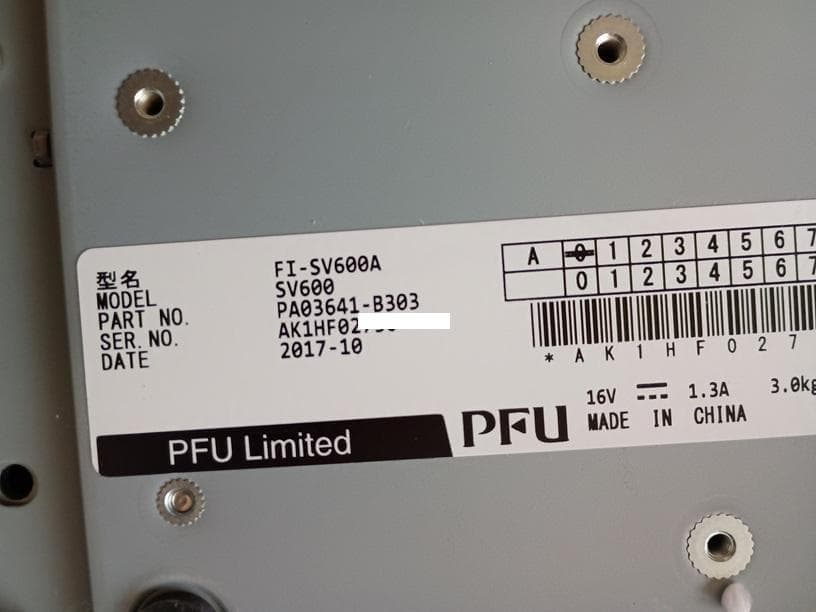 型名 FI-SV600A
MODEL SV600
PART NO. PA03641-B303
SER. NO. AK1HF027
DATE 2017-10
A 0 1 2 3 4 5 6 7
0 1 2 3 4 5 6 7
* A K 1 H F 0 2 7
16V ⎓ 1.3A 3.0kg
MADE IN CHINA
PFU Limited PFU